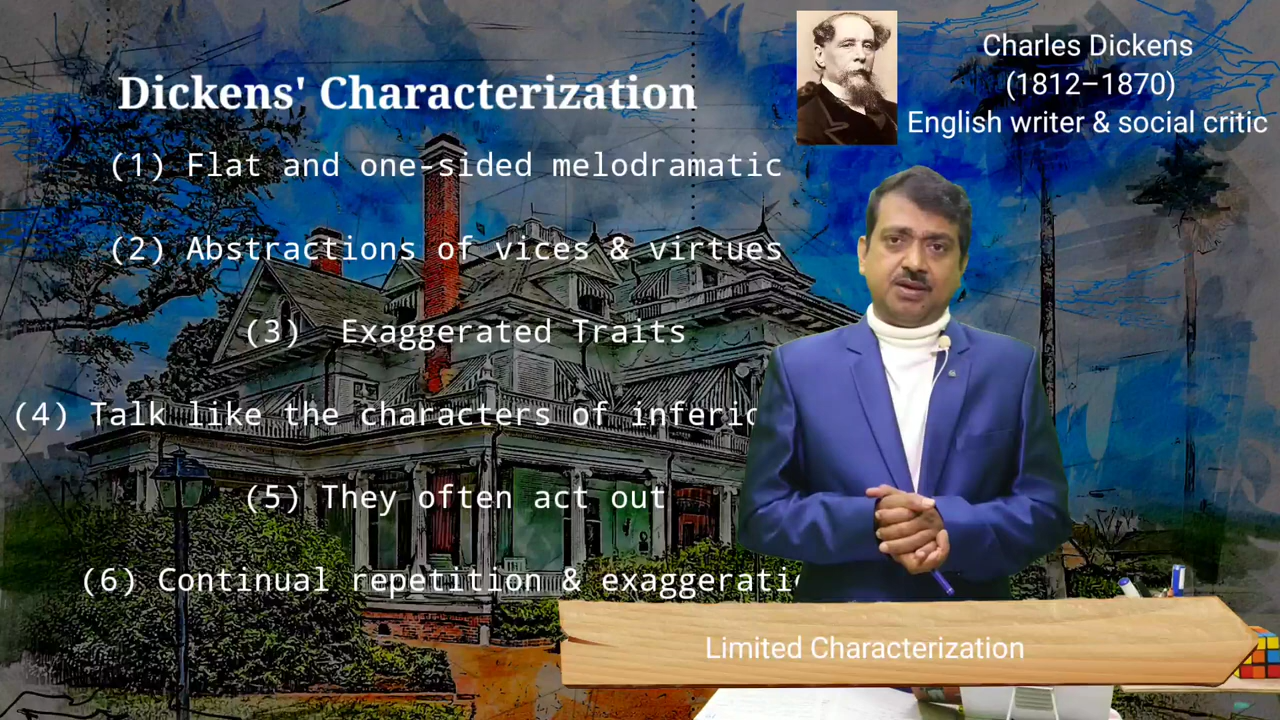 Dickens' Characterization
(1) Flat and one-sided melodramatic
(2) Abstractions of vices & virtues
(3) Exaggerated Traits
(4) Talk like the characters of
(5) They often act out
(6) Continual repetition &
Charles Dickens
(1812–1870)
English writer & social critic
Limited Characterization